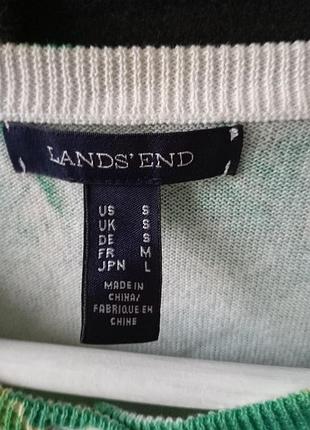 LANDS' END
US S
UK S
DE S
FR M
JPN L
MADE IN
CHINA/
FABRIQUE EN
CHINE